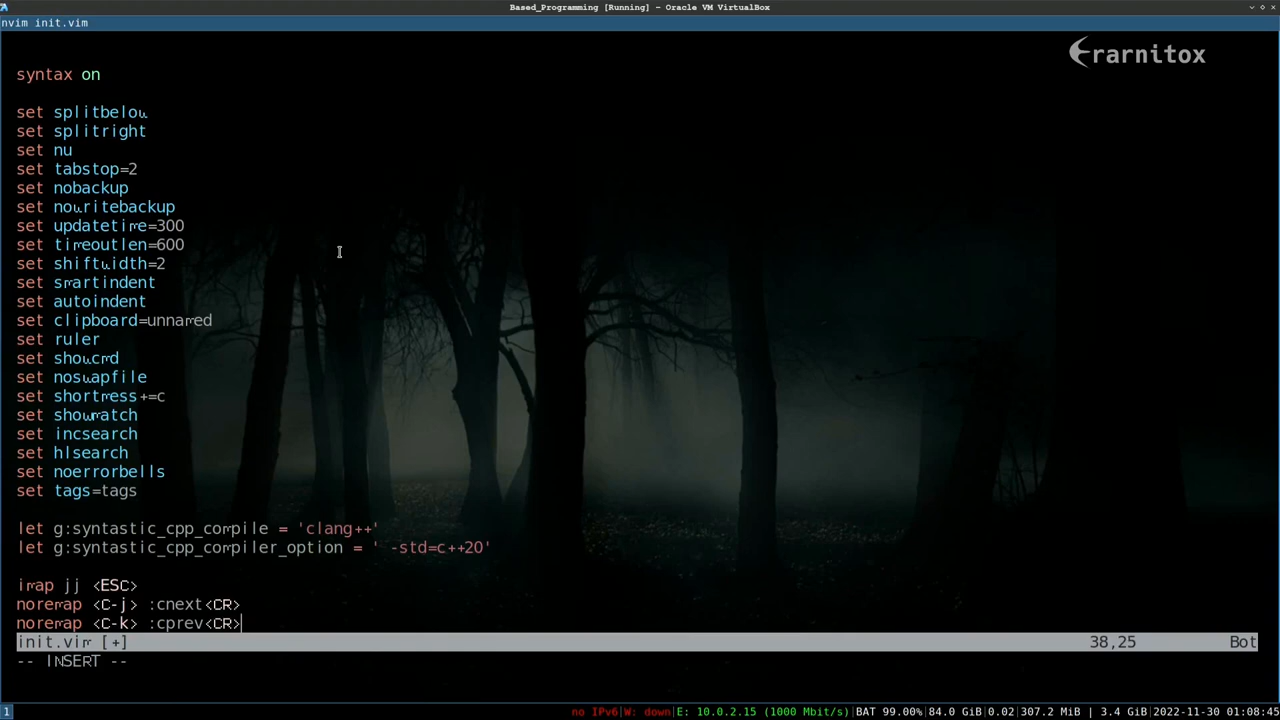 Based_Programming [Running] - Oracle VM VirtualBox
nvim init.vim
rarnitox
syntax on
set splitbelow
set splitright
set nu
set tabstop=2
set nobackup
set nowritebackup
set updatetime=300
set timeoutlen=600
set shiftwidth=2
set smartindent
set autoindent
set clipboard=unnamed
set ruler
set showcmd
set noswapfile
set shortmess+=c
set showmatch
set incsearch
set hlsearch
set noerrorbells
set tags=tags
let g:syntastic_cpp_compile = 'clang++'
let g:syntastic_cpp_compiler_option = ' -std=c++20'
imap jj <ESC>
noremap <C-j> :cnext<CR>
noremap <C-k> :cprev<CR>
init.vim [+] 38,25 Bot
-- INSERT --
1 no IPv6|W: down|E: 10.0.2.15 (1000 Mbit/s)|BAT 99.00%|84.0 GiB|0.02|307.2 MiB | 3.4 GiB|2022-11-30 01:08:45